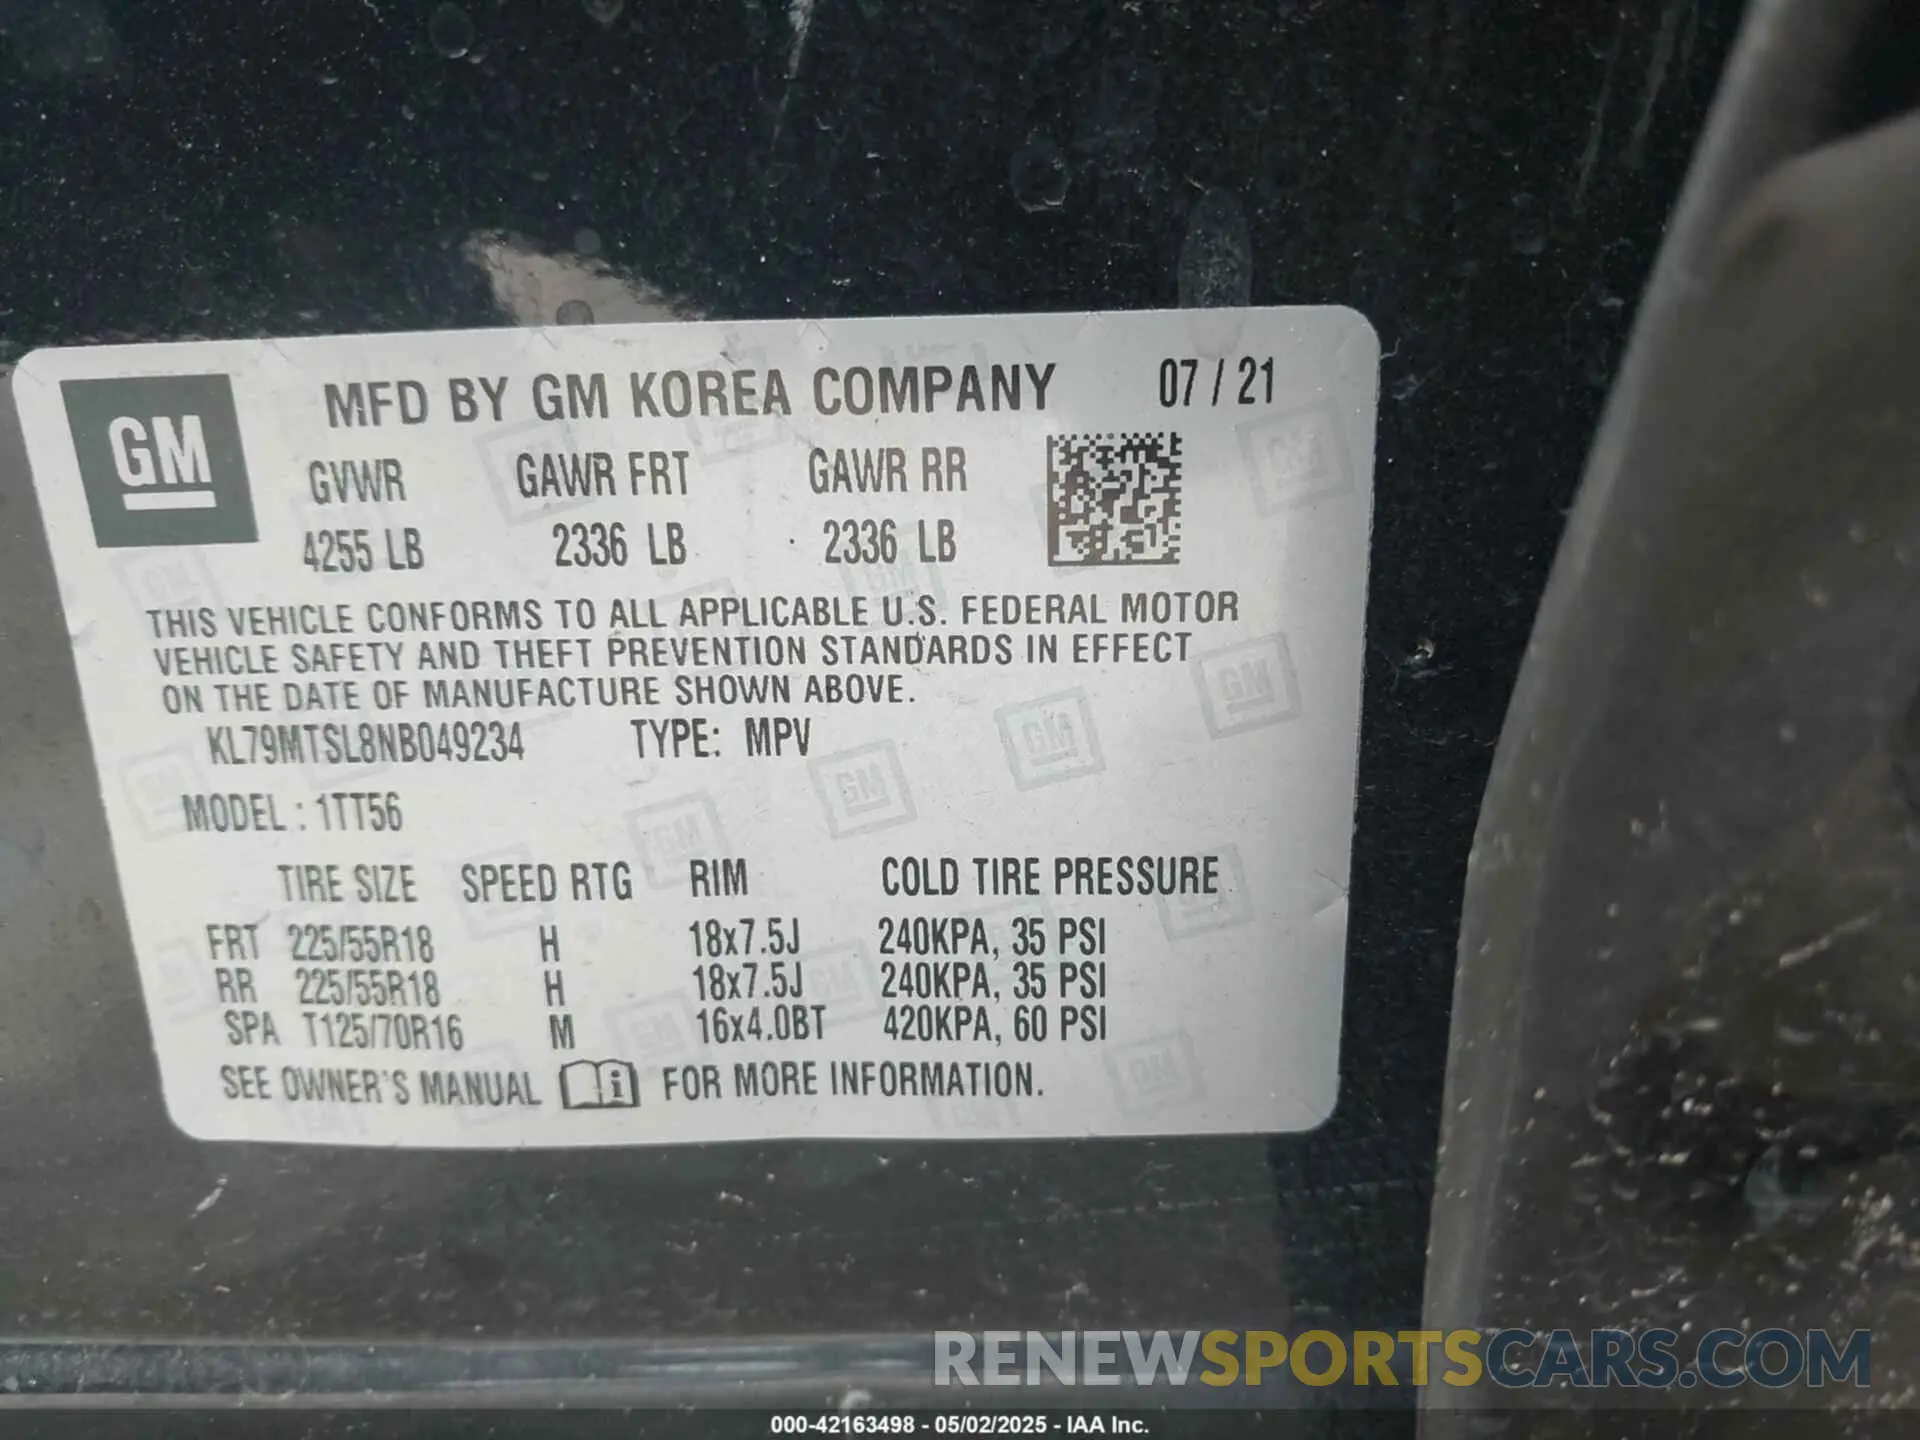 GM
MFD BY GM KOREA COMPANY 07 / 21
GVWR GAWR FRT GAWR RR
4255 LB 2336 LB 2336 LB
THIS VEHICLE CONFORMS TO ALL APPLICABLE U.S. FEDERAL MOTOR
VEHICLE SAFETY AND THEFT PREVENTION STANDARDS IN EFFECT
ON THE DATE OF MANUFACTURE SHOWN ABOVE.
KL79MTSL8NB049234 TYPE: MPV
MODEL : 1TT56
TIRE SIZE SPEED RTG RIM COLD TIRE PRESSURE
FRT 225/55R18 H 18x7.5J 240KPA, 35 PSI
RR 225/55R18 H 18x7.5J 240KPA, 35 PSI
SPA T125/70R16 M 16x4.0BT 420KPA, 60 PSI
SEE OWNER'S MANUAL i FOR MORE INFORMATION.
RENEWSPORTSCARS.COM
000-42163498 - 05/02/2025 - IAA Inc.